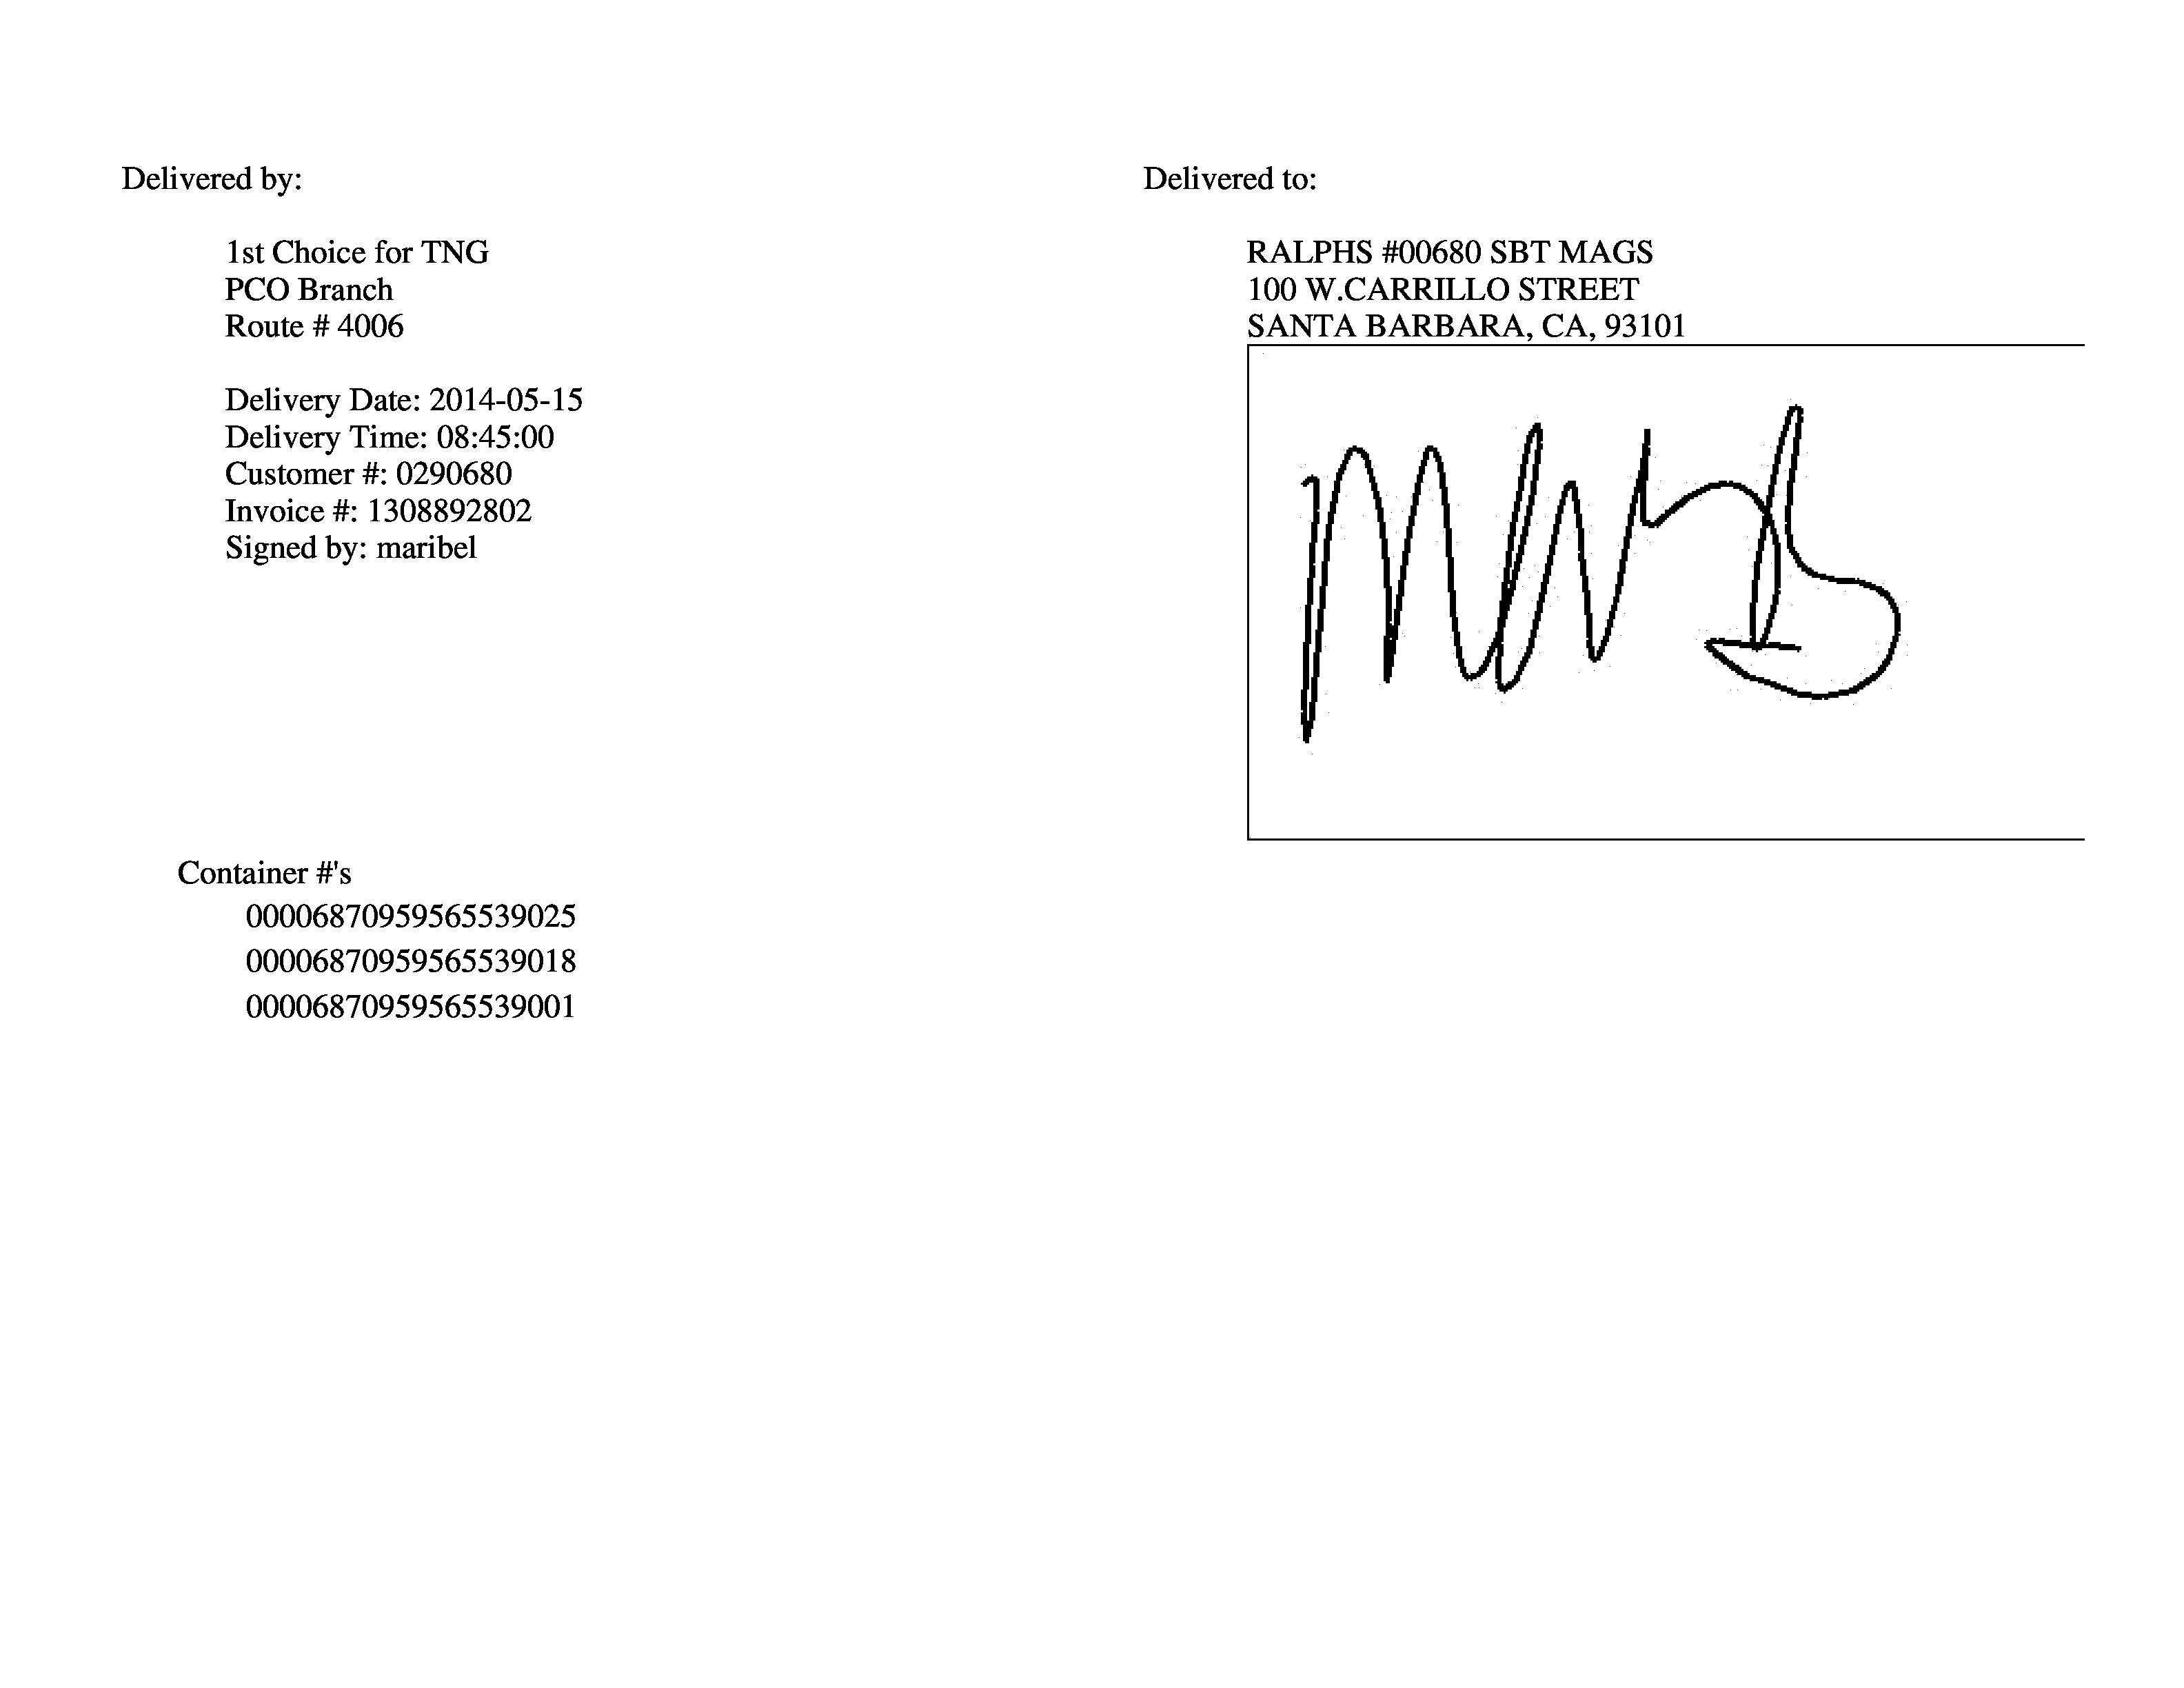 Delivered by:
1st Choice for TNG
PCO Branch
Route # 4006
Delivery Date: 2014-05-15
Delivery Time: 08:45:00
Customer #: 0290680
Invoice #: 1308892802
Signed by: maribel
Delivered to:
RALPHS #00680 SBT MAGS
100 W.CARRILLO STREET
SANTA BARBARA, CA, 93101
Container #'s
00006870959565539025
00006870959565539018
00006870959565539001